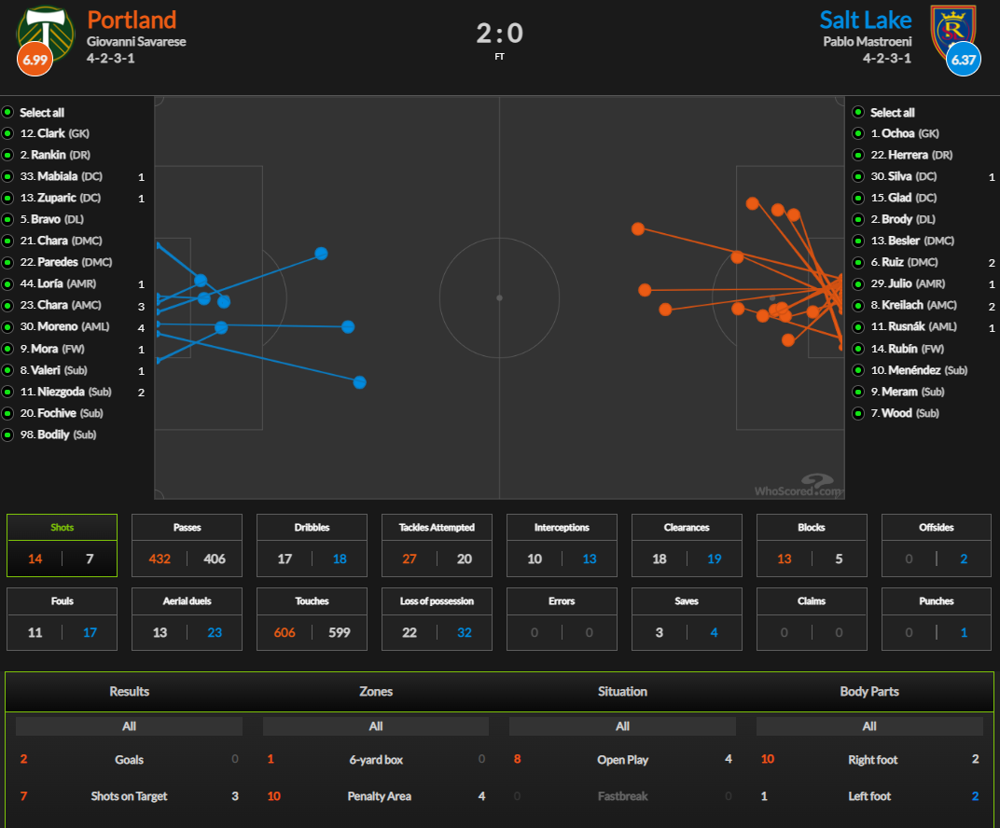 Portland
Giovanni Savarese
4-2-3-1
6.99
2 : 0
FT
Salt Lake
Pablo Mastroeni
4-2-3-1
6.37
Select all
12. Clark (GK)
2. Rankin (DR)
33. Mabiala (DC) 1
13. Zuparic (DC) 1
5. Bravo (DL)
21. Chara (DMC)
22. Paredes (DMC)
44. Loría (AMR) 1
23. Chara (AMC) 3
30. Moreno (AML) 4
9. Mora (FW) 1
8. Valeri (Sub) 1
11. Niezgoda (Sub) 2
20. Fochive (Sub)
98. Bodily (Sub)
WhoScored.com
Select all
1. Ochoa (GK)
22. Herrera (DR)
30. Silva (DC) 1
15. Glad (DC)
2. Brody (DL)
13. Besler (DMC)
6. Ruiz (DMC) 2
29. Julio (AMR) 1
8. Kreilach (AMC) 2
11. Rusnák (AML) 1
14. Rubín (FW)
10. Menéndez (Sub)
9. Meram (Sub)
7. Wood (Sub)
Shots Passes Dribbles Tackles Attempted Interceptions Clearances Blocks Offsides
14 7 432 406 17 18 27 20 10 13 18 19 13 5 0 2
Fouls Aerial duels Touches Loss of possession Errors Saves Claims Punches
11 17 13 23 606 599 22 32 0 0 3 4 0 0 0 1
Results Zones Situation Body Parts
All All All All
2 Goals 0 1 6-yard box 0 8 Open Play 4 10 Right foot 2
7 Shots on Target 3 10 Penalty Area 4 0 Fastbreak 0 1 Left foot 2